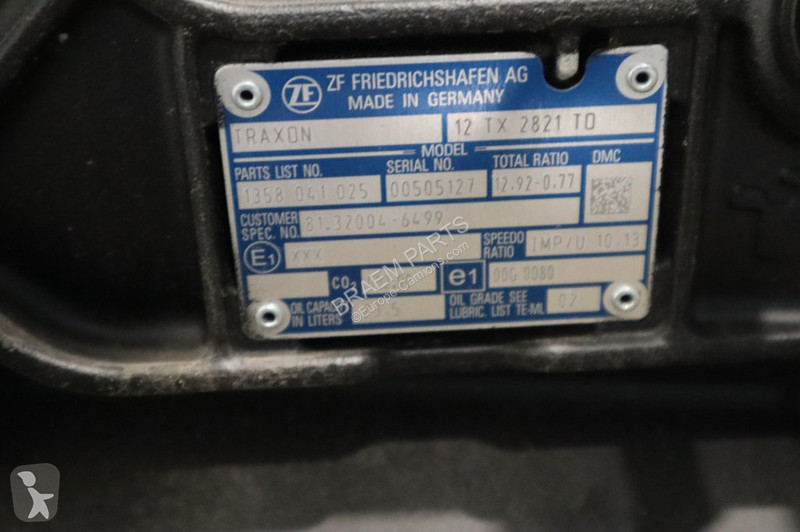 ZF FRIEDRICHSHAFEN AG
MADE IN GERMANY
TRAXON 12 TX 2821 TO
MODEL
PARTS LIST NO. SERIAL NO. TOTAL RATIO DMC
1358 041 025 00505127 12.92-0.77
CUSTOMER SPEC. NO. 81.32004-6499
E1 XXX SPEEDO RATIO IMP/U 10.13
CO2 e1 00G 0080
OIL CAPAC IN LITERS OIL GRADE SEE LUBRIC. LIST TE-ML 02
BRAEM PARTS
©Europe-Camions.com